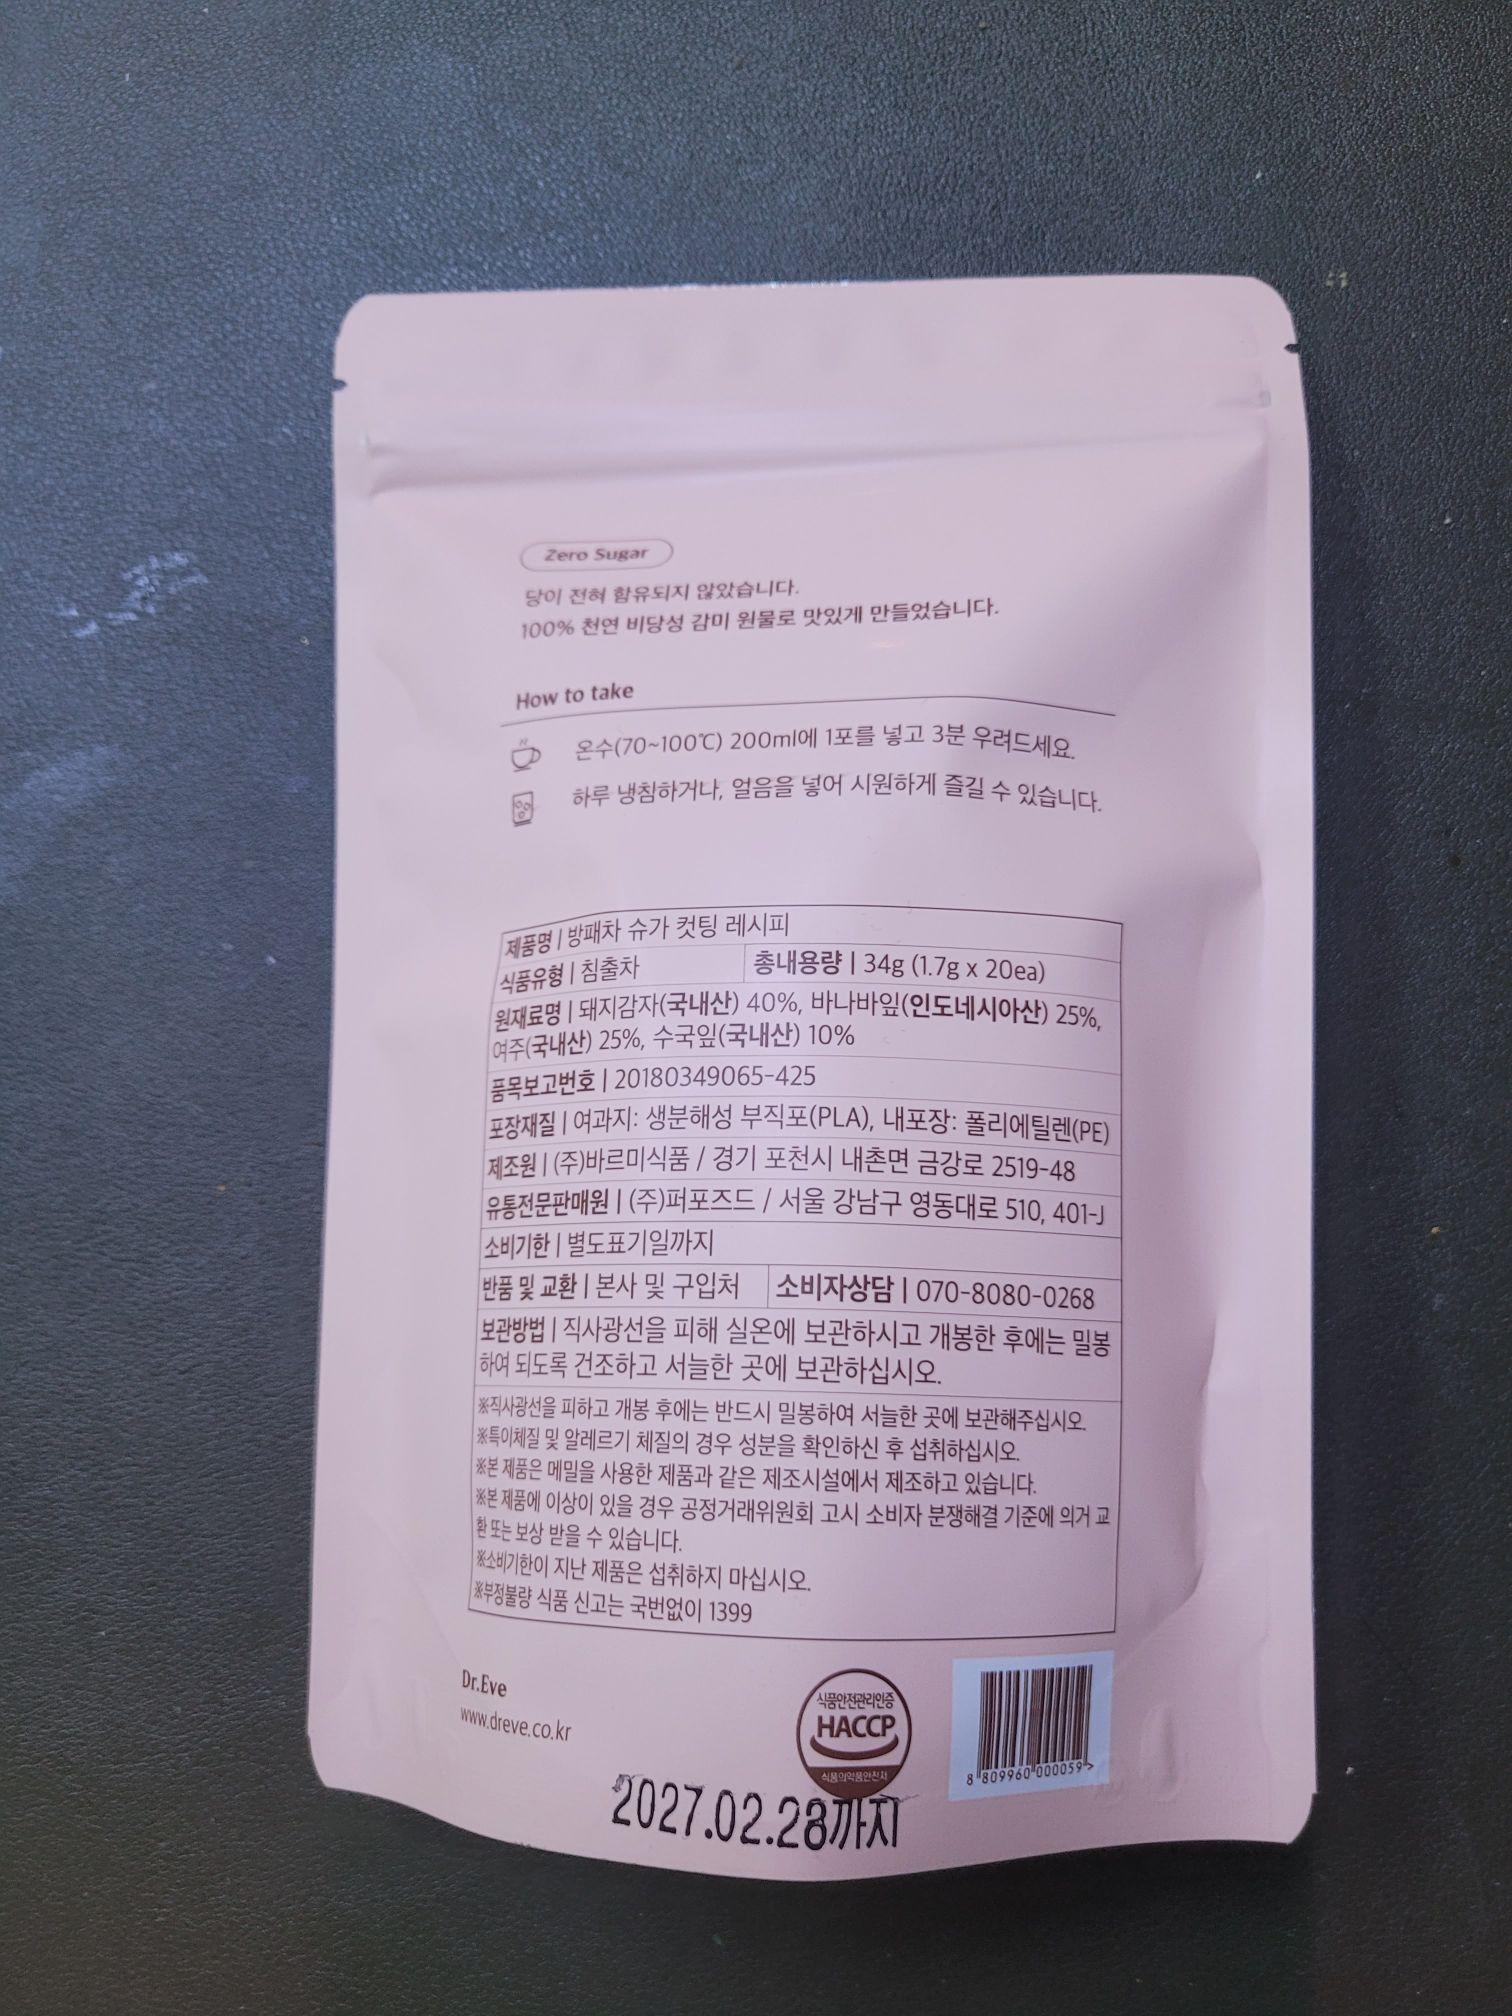 Zero Sugar
당이 전혀 함유되지 않았습니다.
100% 천연 비당성 감미 원물로 맛있게 만들었습니다.
How to take
온수(70~100℃) 200ml에 1포를 넣고 3분 우려드세요.
하루 냉침하거나, 얼음을 넣어 시원하게 즐길 수 있습니다.
제품명 | 방패차 슈가 컷팅 레시피
식품유형 | 침출차 총내용량 | 34g (1.7g x 20ea)
원재료명 | 돼지감자(국내산) 40%, 바나바잎(인도네시아산) 25%,
여주(국내산) 25%, 수국잎(국내산) 10%
품목보고번호 | 20180349065-425
포장재질 | 여과지: 생분해성 부직포(PLA), 내포장: 폴리에틸렌(PE)
제조원 | (주)바르미식품 / 경기 포천시 내촌면 금강로 2519-48
유통전문판매원 | (주)퍼포즈드 / 서울 강남구 영동대로 510, 401-J
소비기한 | 별도표기일까지
반품 및 교환 | 본사 및 구입처 소비자상담 | 070-8080-0268
보관방법 | 직사광선을 피해 실온에 보관하시고 개봉한 후에는 밀봉
하여 되도록 건조하고 서늘한 곳에 보관하십시오.
※직사광선을 피하고 개봉 후에는 반드시 밀봉하여 서늘한 곳에 보관해주십시오.
※특이체질 및 알레르기 체질의 경우 성분을 확인하신 후 섭취하십시오.
※본 제품은 메밀을 사용한 제품과 같은 제조시설에서 제조하고 있습니다.
※본 제품에 이상이 있을 경우 공정거래위원회 고시 소비자 분쟁해결 기준에 의거 교
환 또는 보상 받을 수 있습니다.
※소비기한이 지난 제품은 섭취하지 마십시오.
※부정불량 식품 신고는 국번없이 1399
Dr.Eve
www.dreve.co.kr
식품안전관리인증
HACCP
식품의약품안전처
8 809960 000059 >
2027.02.28까지